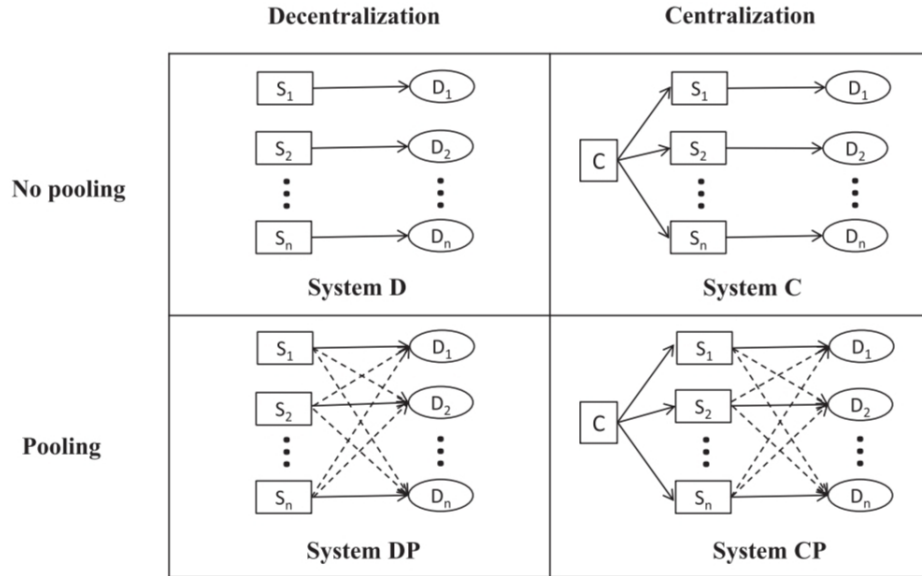 Decentralization Centralization
No pooling
S1 D1
S2 D2
Sn Dn
System D
C
S1 D1
S2 D2
Sn Dn
System C
Pooling
S1 D1
S2 D2
Sn Dn
System DP
C
S1 D1
S2 D2
Sn Dn
System CP